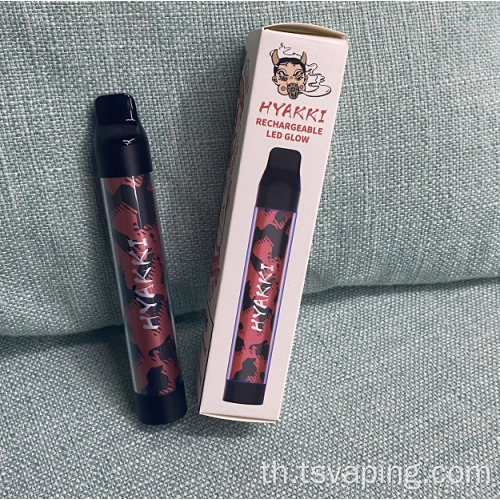 HYAKKI
RECHARGEABLE
LED GLOW
HYAKKI
HYAKKI
th.tsvaping.com